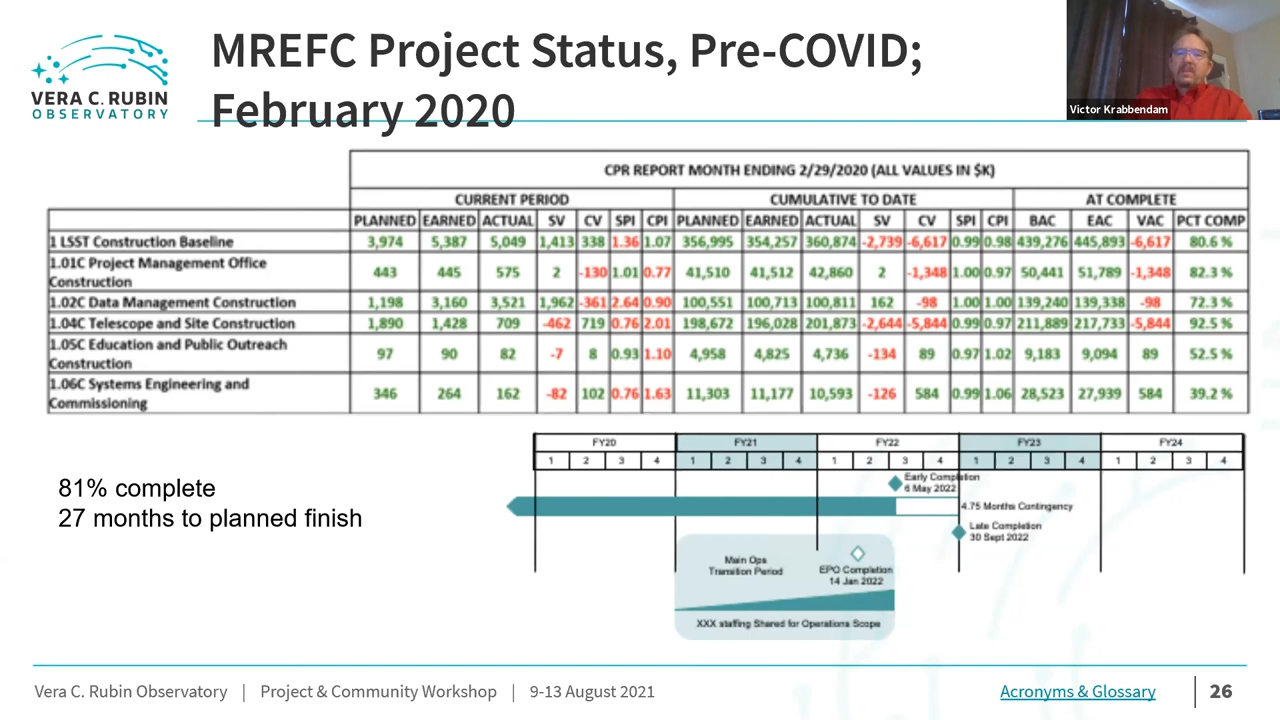 MREFC Project Status, Pre-COVID;
February 2020
VERA C. RUBIN
OBSERVATORY
Victor Krabbendam
CPR REPORT MONTH ENDING 2/29/2020 (ALL VALUES IN $K)
CURRENT PERIOD CUMULATIVE TO DATE AT COMPLETE
PLANNED EARNED ACTUAL SV CV SPI CPI PLANNED EARNED ACTUAL SV CV SPI CPI BAC EAC VAC PCT COMP
1 LSST Construction Baseline 3,974 5,387 5,049 1,413 338 1.36 1.07 356,995 354,257 360,874 -2,739 -6,617 0.99 0.98 439,276 445,893 -6,617 80.6 %
1.01C Project Management Office
Construction 443 445 575 2 -130 1.01 0.77 41,510 41,512 42,860 2 -1,348 1.00 0.97 50,441 51,789 -1,348 82.3 %
1.02C Data Management Construction 1,198 3,160 3,521 1,962 -361 2.64 0.90 100,551 100,713 100,811 162 -98 1.00 1.00 139,240 139,338 -98 72.3 %
1.04C Telescope and Site Construction 1,890 1,428 709 -462 719 0.76 2.01 198,672 196,028 201,873 -2,644 -5,844 0.99 0.97 211,889 217,733 -5,844 92.5 %
1.05C Education and Public Outreach
Construction 97 90 82 -7 8 0.93 1.10 4,958 4,825 4,736 -134 89 0.97 1.02 9,183 9,094 89 52.5 %
1.06C Systems Engineering and
Commissioning 346 264 162 -82 102 0.76 1.63 11,303 11,177 10,593 -126 584 0.99 1.06 28,523 27,939 584 39.2 %
81% complete
27 months to planned finish
FY20 FY21 FY22 FY23 FY24
1 2 3 4 1 2 3 4 1 2 3 4 1 2 3 4 1 2 3 4
Early Completion
6 May 2022
4.75 Months Contingency
Late Completion
30 Sept 2022
Main Ops
Transition Period
EPO Completion
14 Jan 2022
XXX staffing Shared for Operations Scope
Vera C. Rubin Observatory | Project & Community Workshop | 9-13 August 2021
Acronyms & Glossary
26